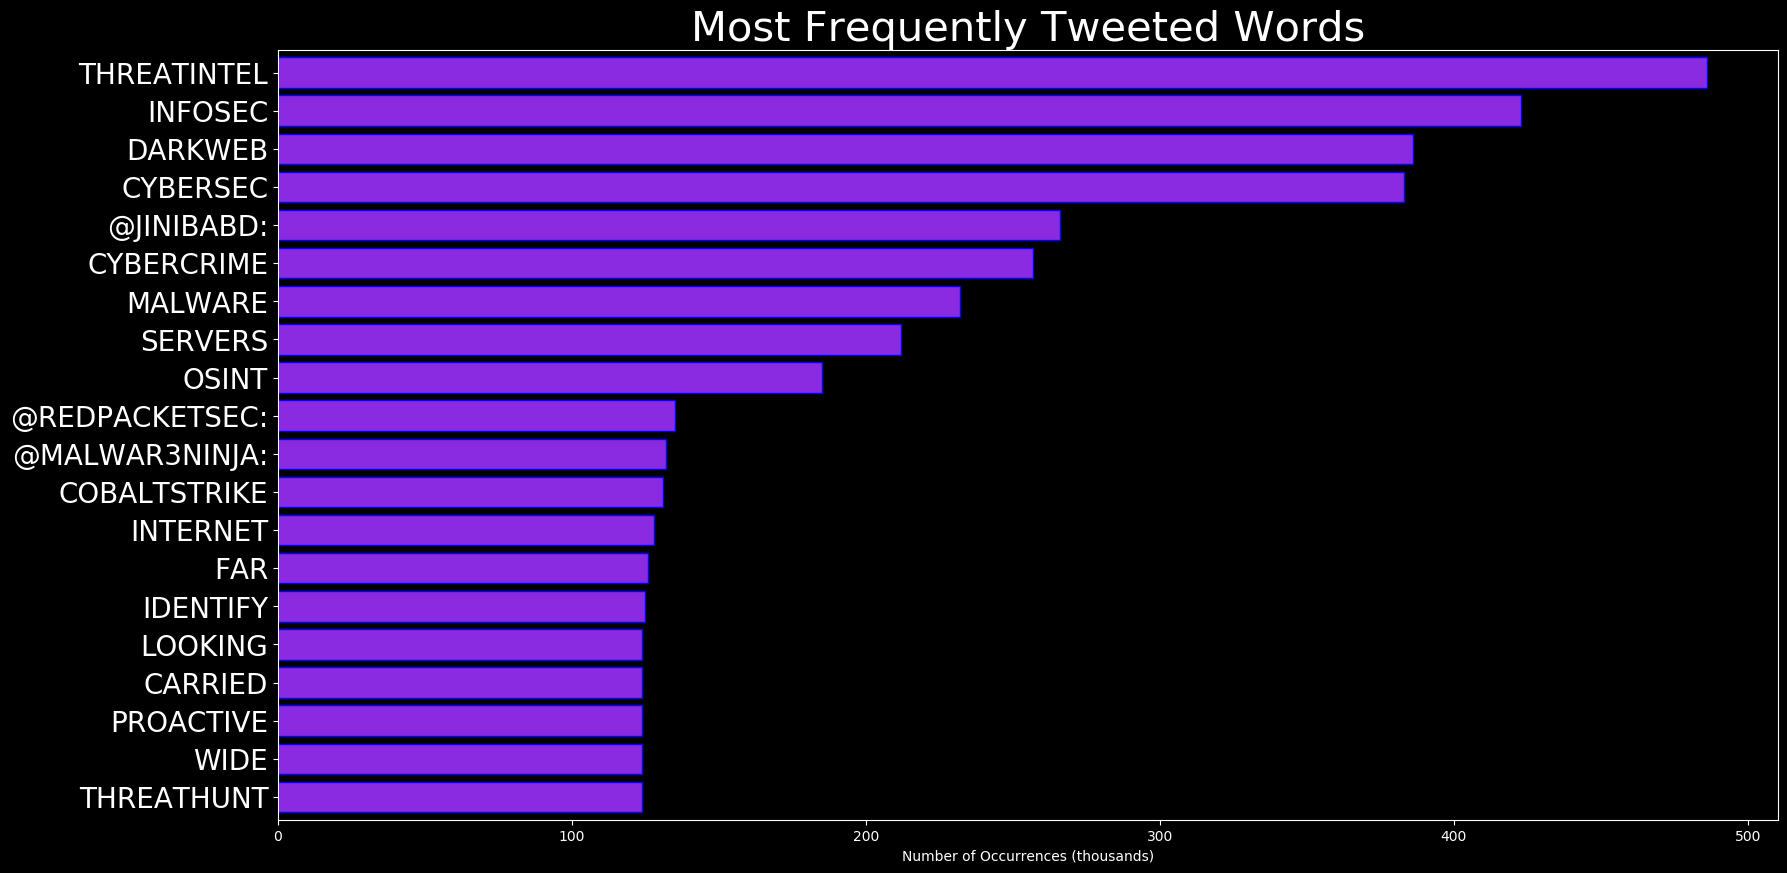 Most Frequently Tweeted Words
THREATINTEL
INFOSEC
DARKWEB
CYBERSEC
@JINIBABD:
CYBERCRIME
MALWARE
SERVERS
OSINT
@REDPACKETSEC:
@MALWAR3NINJA:
COBALTSTRIKE
INTERNET
FAR
IDENTIFY
LOOKING
CARRIED
PROACTIVE
WIDE
THREATHUNT
0 100 200 300 400 500
Number of Occurrences (thousands)